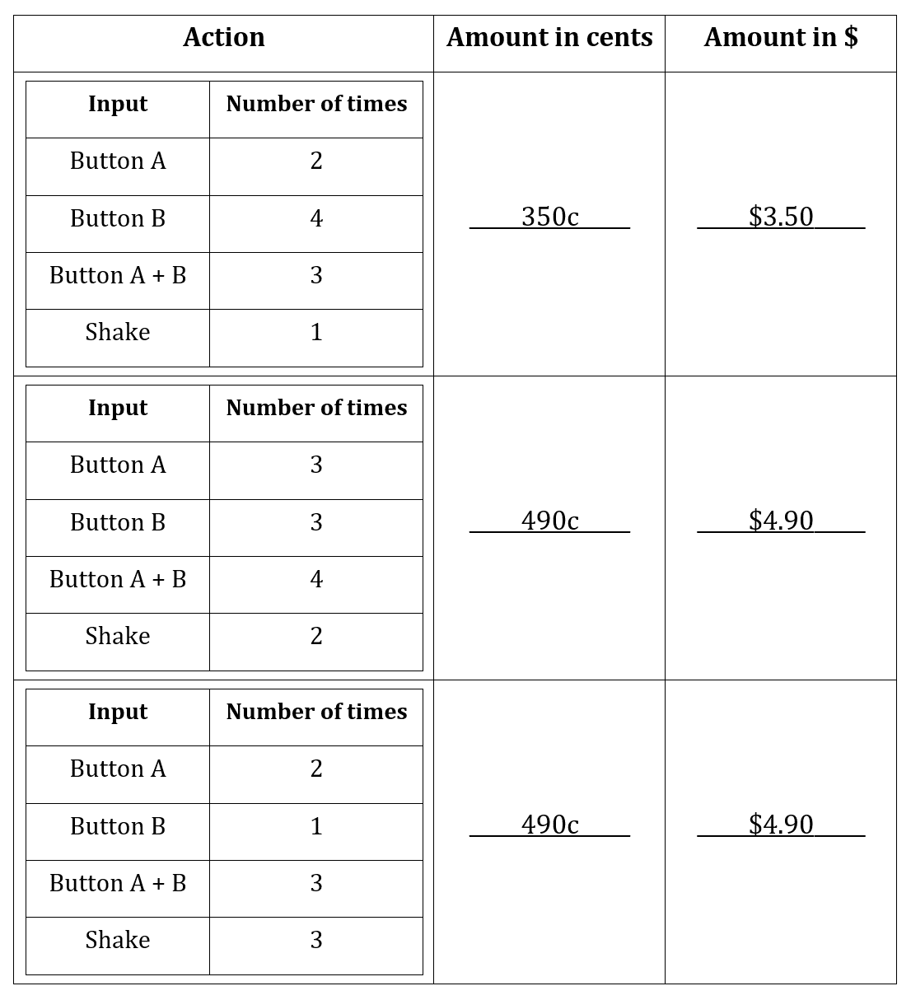 Action Amount in cents Amount in $
Input Number of times
Button A 2
Button B 4
350c $3.50
Button A + B 3
Shake 1
Input Number of times
Button A 3
Button B 3
490c $4.90
Button A + B 4
Shake 2
Input Number of times
Button A 2
Button B 1
490c $4.90
Button A + B 3
Shake 3